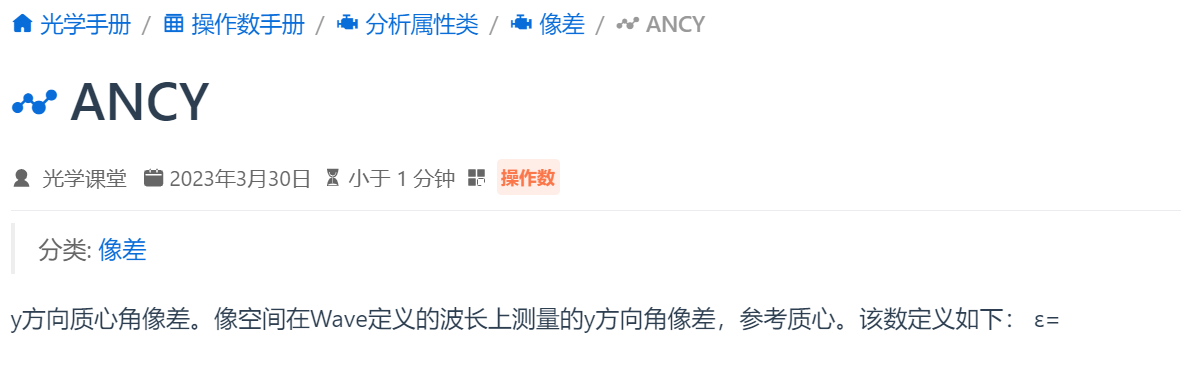 光学手册 / 操作数手册 / 分析属性类 / 像差 / ANCY
ANCY
光学课堂 2023年3月30日 小于 1 分钟 操作数
分类: 像差
y方向质心角像差。像空间在Wave定义的波长上测量的y方向角像差，参考质心。该数定义如下： ε=